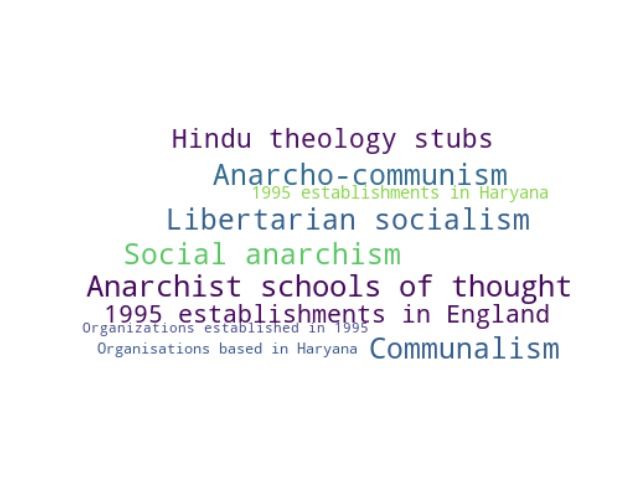 Hindu theology stubs
Anarcho-communism
1995 establishments in Haryana
Libertarian socialism
Social anarchism
Anarchist schools of thought
1995 establishments in England
Organizations established in 1995
Organisations based in Haryana
Communalism